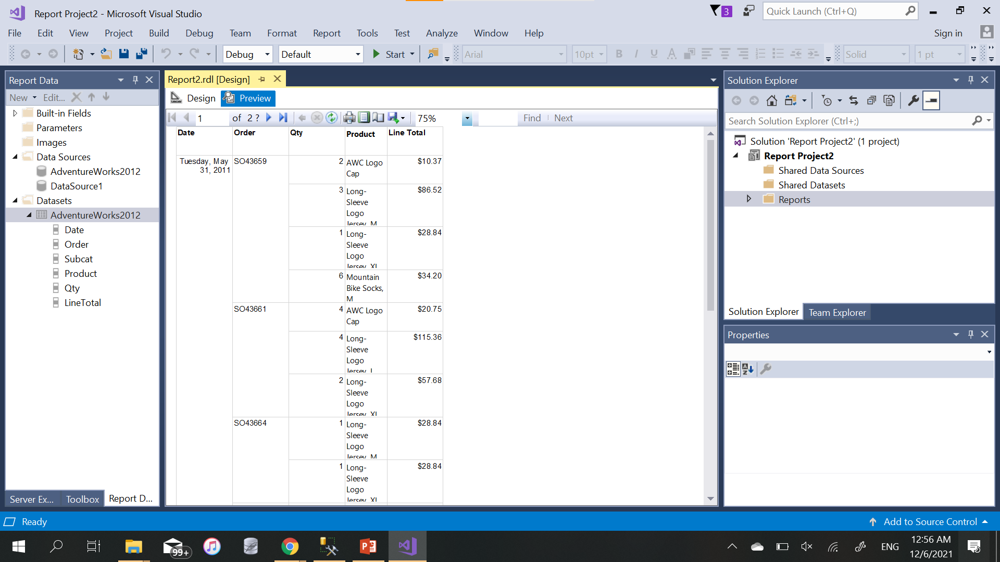 Report Project2 - Microsoft Visual Studio
3
Quick Launch (Ctrl+Q)
File Edit View Project Build Debug Team Format Report Tools Test Analyze Window Help
Sign in
Debug Default Start Arial 10pt B I U A Solid 1 pt
Report Data
New Edit...
Built-in Fields
Parameters
Images
Data Sources
AdventureWorks2012
DataSource1
Datasets
AdventureWorks2012
Date
Order
Subcat
Product
Qty
LineTotal
Server Ex... Toolbox Report D...
Report2.rdl [Design]
Design Preview
1 of 2 ? 75% Find Next
Date Order Qty Product Line Total
Tuesday, May 31, 2011 SO43659 2 AWC Logo Cap $10.37
3 Long-Sleeve Logo Jersey, M $86.52
1 Long-Sleeve Logo Jersey, XL $28.84
6 Mountain Bike Socks, M $34.20
SO43661 4 AWC Logo Cap $20.75
4 Long-Sleeve Logo Jersey, L $115.36
2 Long-Sleeve Logo Jersey, XL $57.68
SO43664 1 Long-Sleeve Logo Jersey, M $28.84
1 Long-Sleeve Logo Jersey, XL $28.84
Solution Explorer
Search Solution Explorer (Ctrl+;)
Solution 'Report Project2' (1 project)
Report Project2
Shared Data Sources
Shared Datasets
Reports
Solution Explorer Team Explorer
Properties
Ready
Add to Source Control
99+
ENG
12:56 AM
12/6/2021